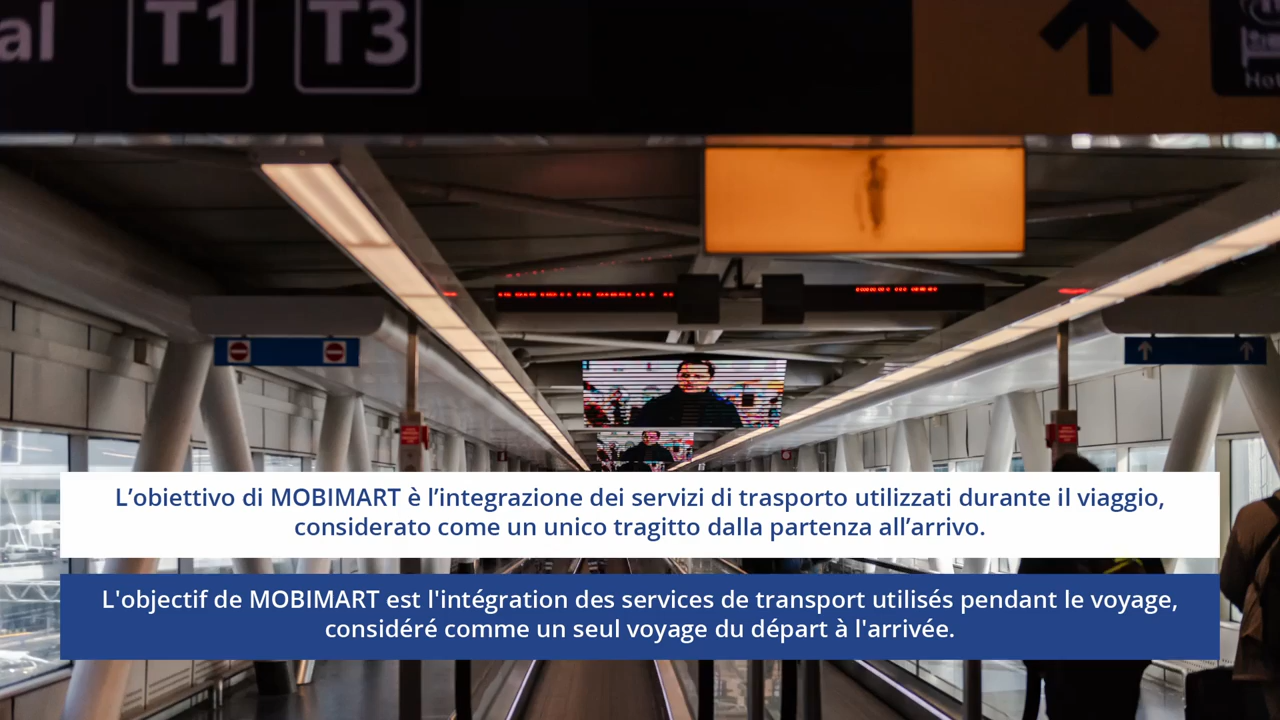 al T1 T3
Hot
L’obiettivo di MOBIMART è l’integrazione dei servizi di trasporto utilizzati durante il viaggio,
considerato come un unico tragitto dalla partenza all’arrivo.
L'objectif de MOBIMART est l'intégration des services de transport utilisés pendant le voyage,
considéré comme un seul voyage du départ à l'arrivée.